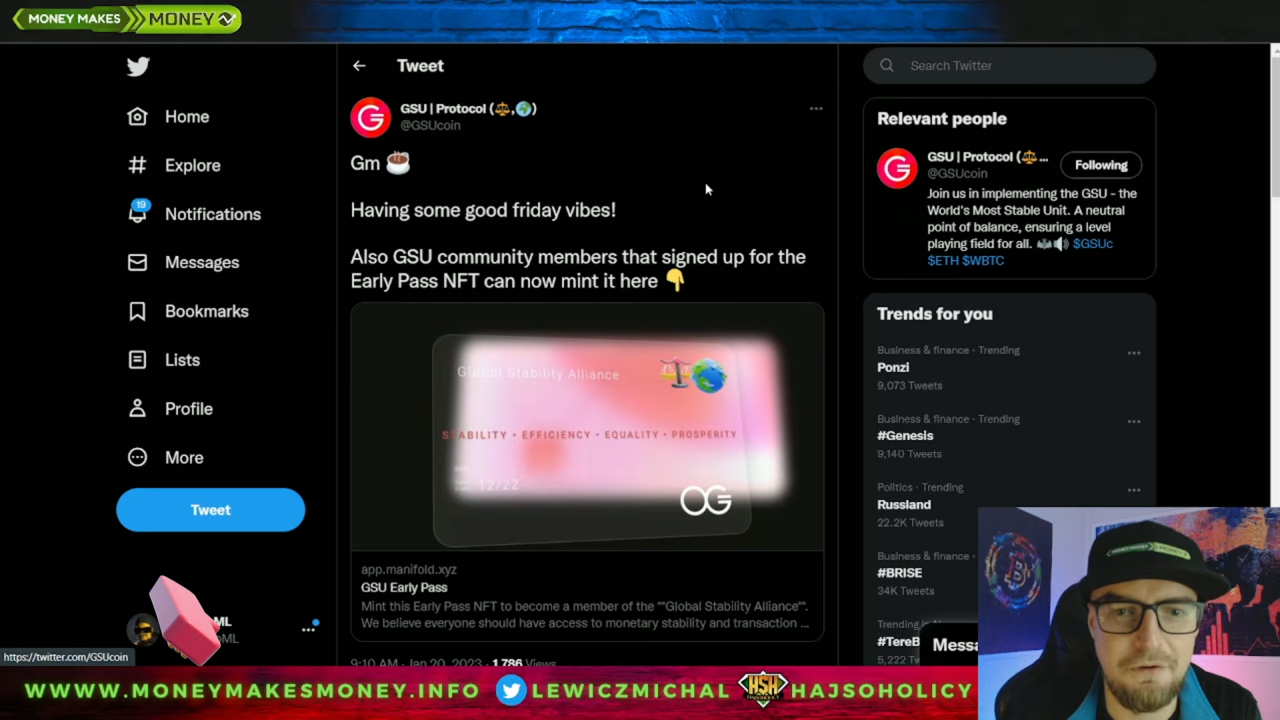 MONEY MAKES MONEY
Tweet
Search Twitter
GSU | Protocol (⚖️,🌍)
@GSUcoin
Gm ☕
Having some good friday vibes!
Also GSU community members that signed up for the
Early Pass NFT can now mint it here 👇
Global Stability Alliance
STABILITY · EFFICIENCY · EQUALITY · PROSPERITY
12/22
OG
app.manifold.xyz
GSU Early Pass
Mint this Early Pass NFT to become a member of the ""Global Stability Alliance"".
We believe everyone should have access to monetary stability and transaction ...
9:10 AM · Jan 20, 2023 · 1,786 Views
Home
Explore
19
Notifications
Messages
Bookmarks
Lists
Profile
More
Tweet
https://twitter.com/GSUcoin
Relevant people
GSU | Protocol (⚖️ ...
@GSUcoin
Following
Join us in implementing the GSU - the
World's Most Stable Unit. A neutral
point of balance, ensuring a level
playing field for all. $GSUc
$ETH $WBTC
Trends for you
Business & finance · Trending
Ponzi
9,073 Tweets
Business & finance · Trending
#Genesis
9,140 Tweets
Politics · Trending
Russland
22.2K Tweets
Business & finance
#BRISE
34K Tweets
Trending
#TereB
5,222
Messa
WWW.MONEYMAKESMONEY.INFO LEWICZMICHAL HSH HAJSOHOLICY